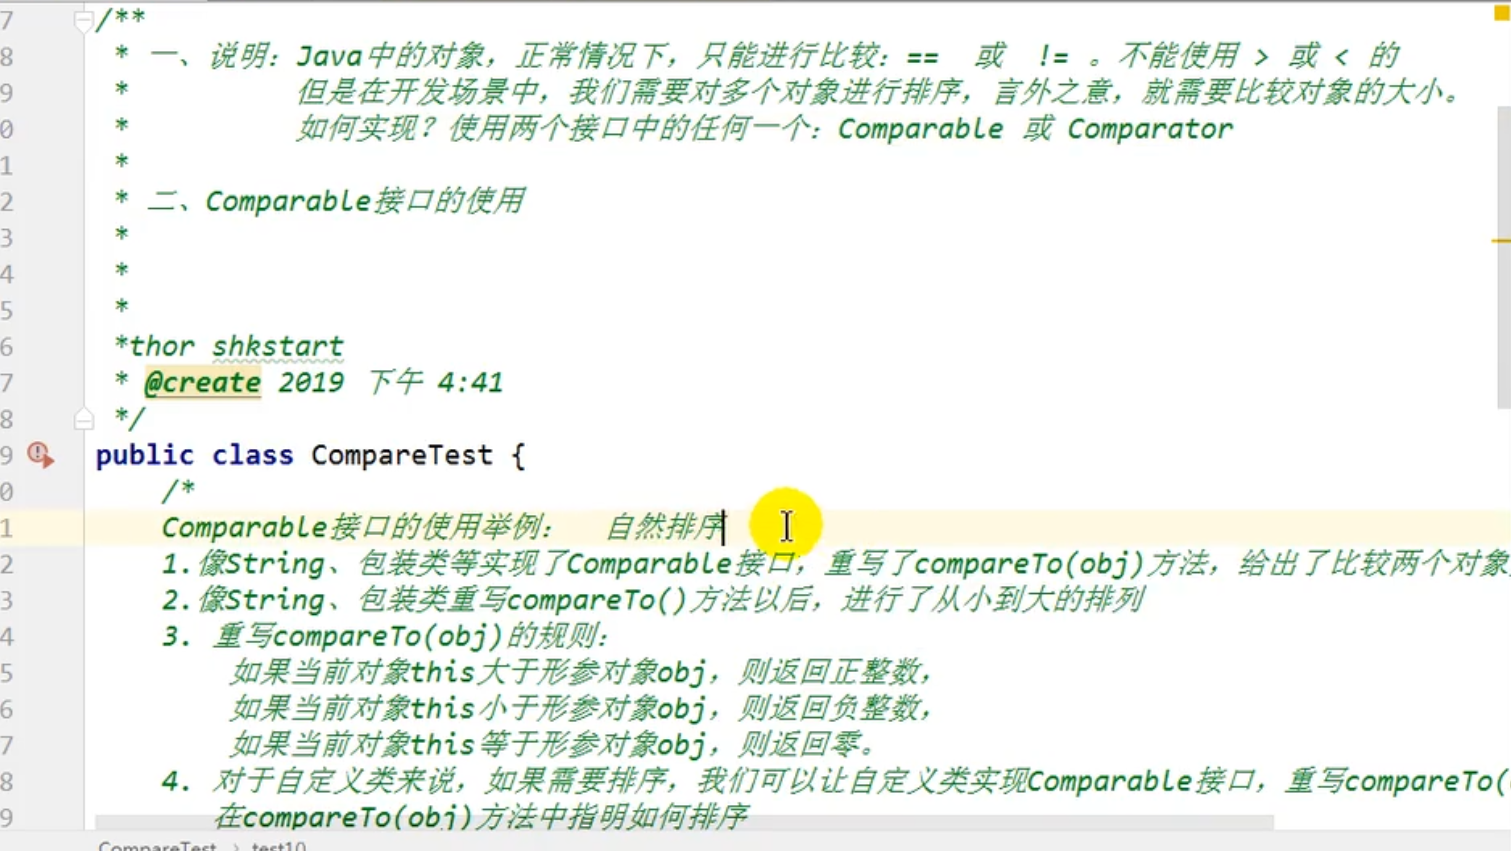 7 /**
8 * 一、说明：Java中的对象，正常情况下，只能进行比较：== 或 != 。不能使用 > 或 < 的
9 * 但是在开发场景中，我们需要对多个对象进行排序，言外之意，就需要比较对象的大小。
0 * 如何实现？使用两个接口中的任何一个：Comparable 或 Comparator
1 *
2 * 二、Comparable接口的使用
3 *
4 *
5 *
6 *thor shkstart
7 * @create 2019 下午 4:41
8 */
9 public class CompareTest {
0 /*
1 Comparable接口的使用举例： 自然排序
2 1.像String、包装类等实现了Comparable接口，重写了compareTo(obj)方法，给出了比较两个对象
3 2.像String、包装类重写compareTo()方法以后，进行了从小到大的排列
4 3. 重写compareTo(obj)的规则：
5 如果当前对象this大于形参对象obj，则返回正整数，
6 如果当前对象this小于形参对象obj，则返回负整数，
7 如果当前对象this等于形参对象obj，则返回零。
8 4. 对于自定义类来说，如果需要排序，我们可以让自定义类实现Comparable接口，重写compareTo(
9 在compareTo(obj)方法中指明如何排序
CompareTest > test10